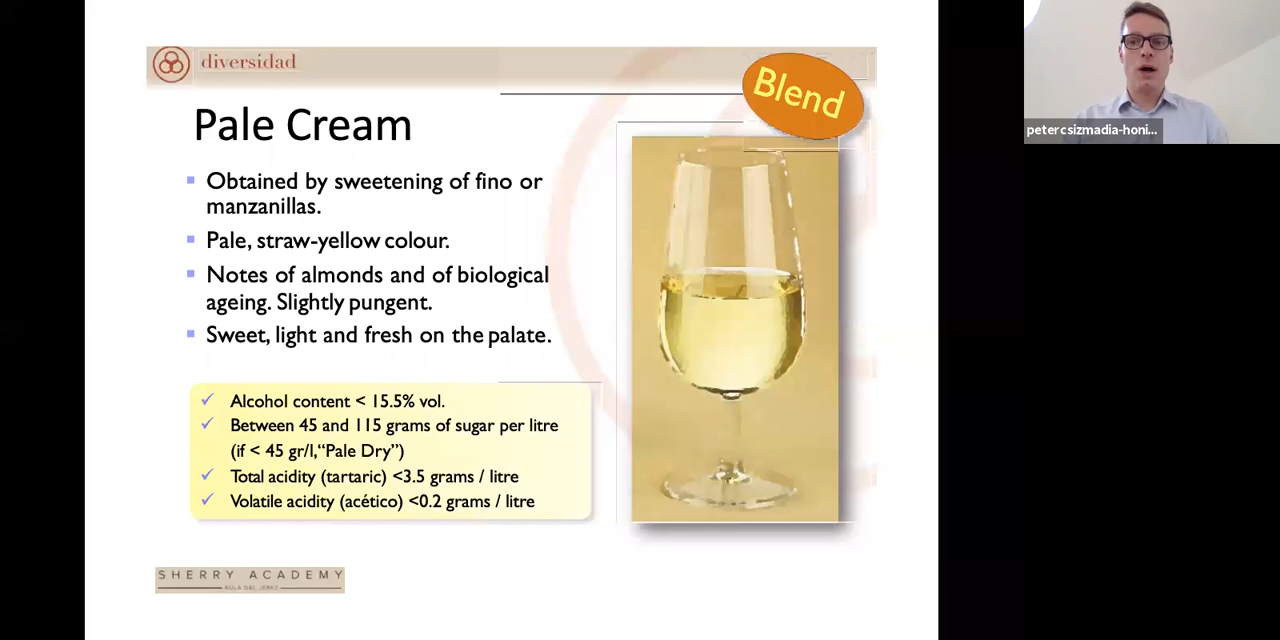 diversidad
Blend
Pale Cream
Obtained by sweetening of fino or
manzanillas.
Pale, straw-yellow colour.
Notes of almonds and of biological
ageing. Slightly pungent.
Sweet, light and fresh on the palate.
Alcohol content < 15.5% vol.
Between 45 and 115 grams of sugar per litre
(if < 45 gr/l,“Pale Dry”)
Total acidity (tartaric) <3.5 grams / litre
Volatile acidity (acético) <0.2 grams / litre
SHERRY ACADEMY
AULA DEL JEREZ
petercsizmadia-honi...